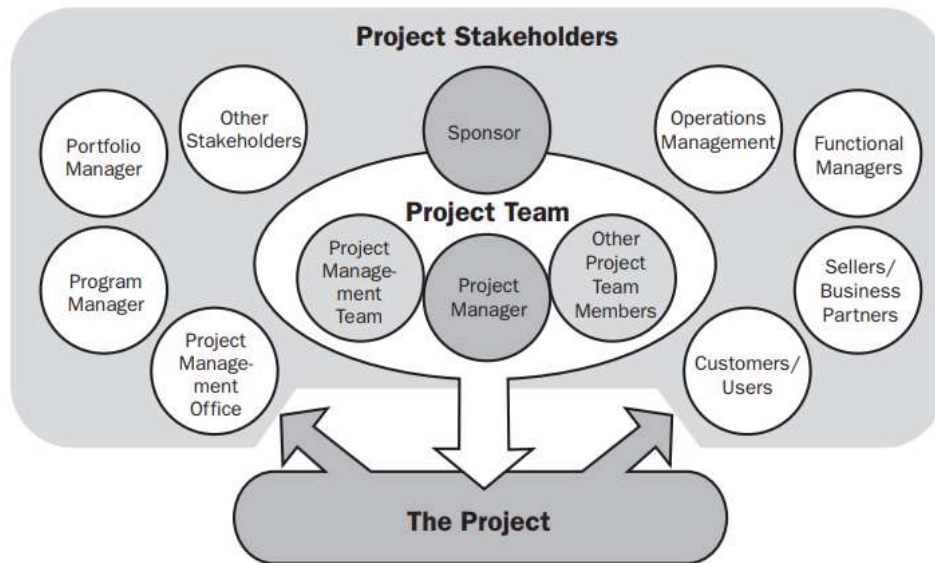 Project Stakeholders
Portfolio
Manager
Other
Stakeholders
Sponsor
Operations
Management
Functional
Managers
Program
Manager
Project Team
Project
Manage-
ment
Team
Project
Manager
Other
Project
Team
Members
Sellers/
Business
Partners
Project
Manage-
ment
Office
Customers/
Users
The Project